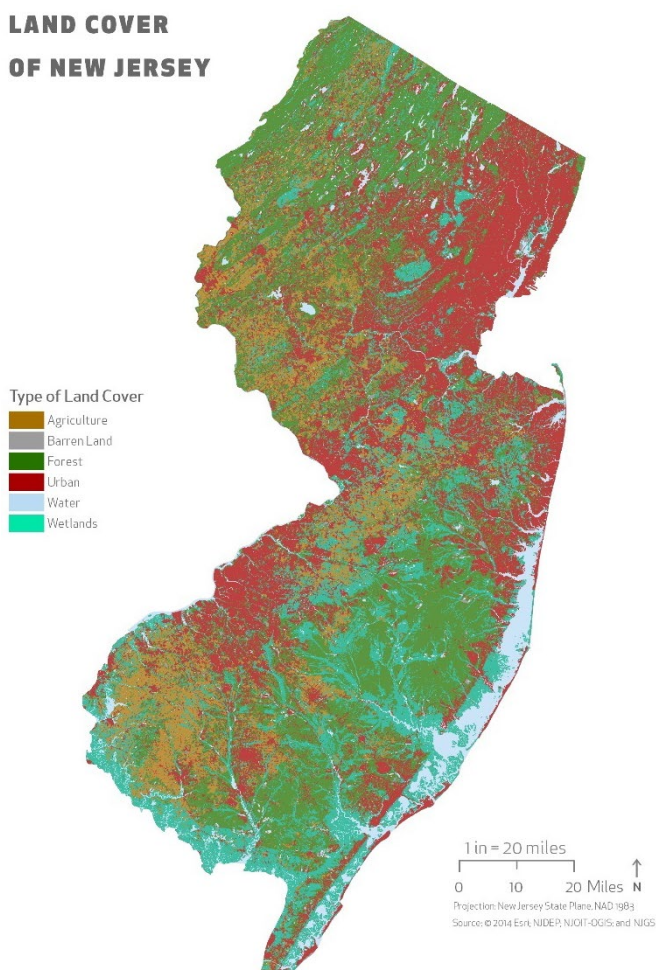 LAND COVER
OF NEW JERSEY
Type of Land Cover
Agriculture
Barren Land
Forest
Urban
Water
Wetlands
1 in = 20 miles
0 10 20 Miles N
Projection: New Jersey State Plane, NAD 1983
Source: © 2014 Esri; NJDEP; NJOIT-OGIS; and NJGS